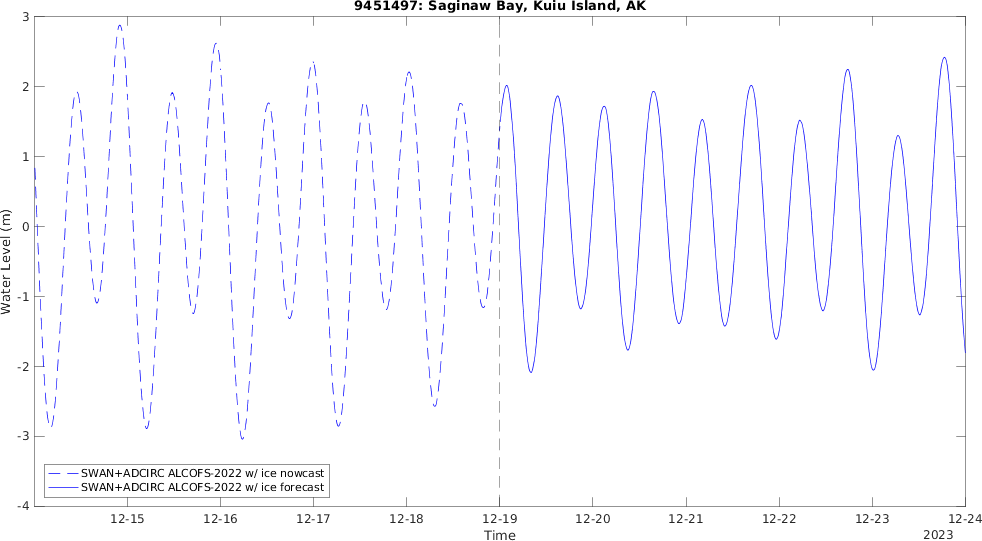 9451497: Saginaw Bay, Kuiu Island, AK
3
2
1
0
-1
-2
-3
-4
Water Level (m)
SWAN+ADCIRC ALCOFS-2022 w/ ice nowcast
SWAN+ADCIRC ALCOFS-2022 w/ ice forecast
12-15 12-16 12-17 12-18 12-19 12-20 12-21 12-22 12-23 12-24
Time
2023